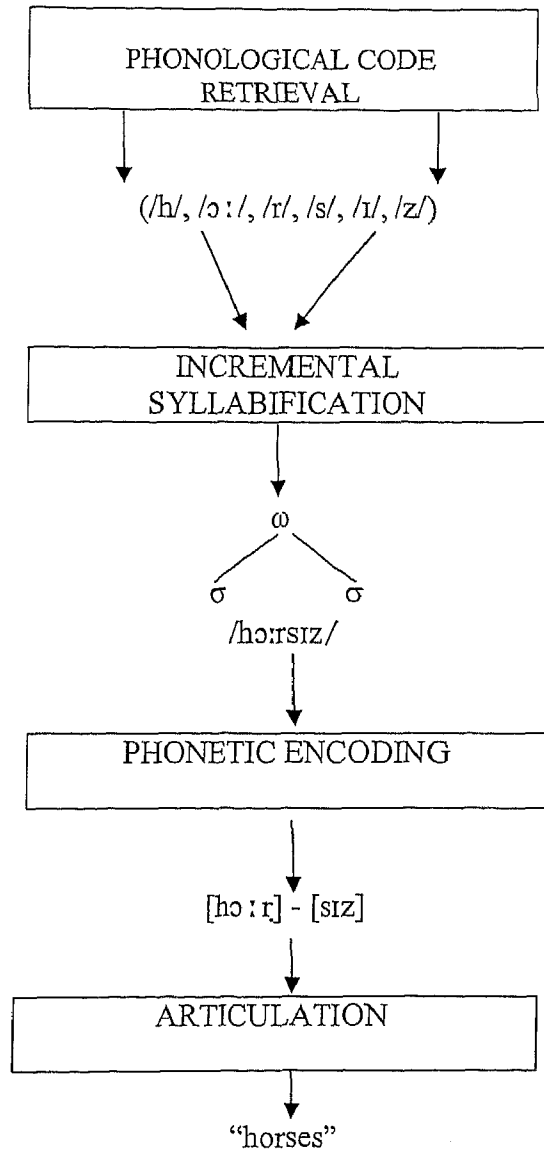 PHONOLOGICAL CODE
RETRIEVAL
(/h/, /ɔː/, /r/, /s/, /ɪ/, /z/)
INCREMENTAL
SYLLABIFICATION
ω
σ σ
/hɔːrsɪz/
PHONETIC ENCODING
[hɔːr̩] - [sɪz]
ARTICULATION
“horses”